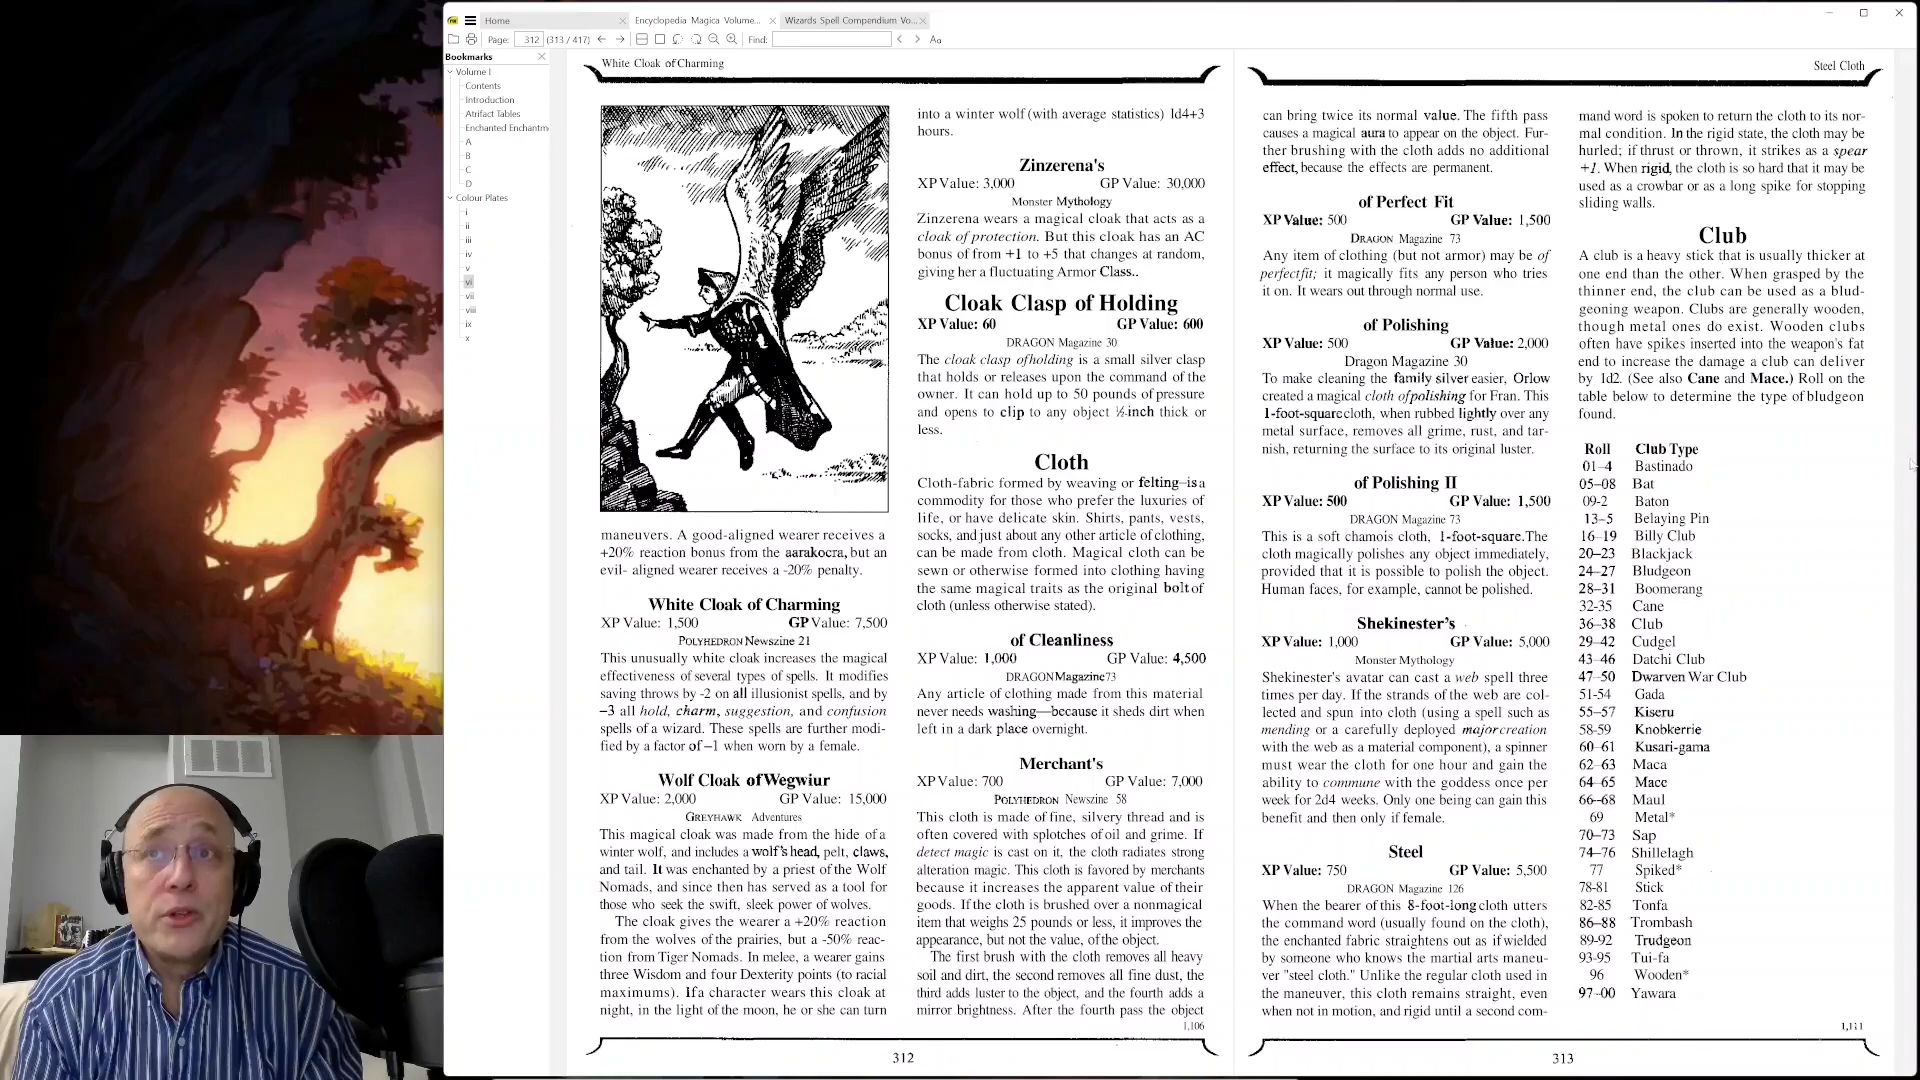 Home
Encyclopedia Magica Volume...
Wizards Spell Compendium Vo...
Page: 312 (313 / 417)
Find:
Aa
Bookmarks
Volume I
Contents
Introduction
Atrifact Tables
Enchanted Enchantm
A
B
C
D
Colour Plates
i
ii
iii
iv
v
vi
vii
viii
ix
x
White Cloak of Charming
maneuvers. A good-aligned wearer receives a
+20% reaction bonus from the aarakocra, but an
evil- aligned wearer receives a -20% penalty.
White Cloak of Charming
XP Value: 1,500 GP Value: 7,500
POLYHEDRON Newszine 21
This unusually white cloak increases the magical
effectiveness of several types of spells. It modifies
saving throws by -2 on all illusionist spells, and by
–3 all hold, charm, suggestion, and confusion
spells of a wizard. These spells are further modi-
fied by a factor of –1 when worn by a female.
Wolf Cloak of Wegwiur
XP Value: 2,000 GP Value: 15,000
GREYHAWK Adventures
This magical cloak was made from the hide of a
winter wolf, and includes a wolf's head, pelt, claws,
and tail. It was enchanted by a priest of the Wolf
Nomads, and since then has served as a tool for
those who seek the swift, sleek power of wolves.
The cloak gives the wearer a +20% reaction
from the wolves of the prairies, but a -50% reac-
tion from Tiger Nomads. In melee, a wearer gains
three Wisdom and four Dexterity points (to racial
maximums). If a character wears this cloak at
night, in the light of the moon, he or she can turn
into a winter wolf (with average statistics) 1d4+3
hours.
Zinzerena's
XP Value: 3,000 GP Value: 30,000
Monster Mythology
Zinzerena wears a magical cloak that acts as a
cloak of protection. But this cloak has an AC
bonus of from +1 to +5 that changes at random,
giving her a fluctuating Armor Class..
Cloak Clasp of Holding
XP Value: 60 GP Value: 600
DRAGON Magazine 30
The cloak clasp of holding is a small silver clasp
that holds or releases upon the command of the
owner. It can hold up to 50 pounds of pressure
and opens to clip to any object ½-inch thick or
less.
Cloth
Cloth-fabric formed by weaving or felting–is a
commodity for those who prefer the luxuries of
life, or have delicate skin. Shirts, pants, vests,
socks, and just about any other article of clothing,
can be made from cloth. Magical cloth can be
sewn or otherwise formed into clothing having
the same magical traits as the original bolt of
cloth (unless otherwise stated).
of Cleanliness
XP Value: 1,000 GP Value: 4,500
DRAGON Magazine 73
Any article of clothing made from this material
never needs washing—because it sheds dirt when
left in a dark place overnight.
Merchant's
XP Value: 700 GP Value: 7,000
POLYHEDRON Newszine 58
This cloth is made of fine, silvery thread and is
often covered with splotches of oil and grime. If
detect magic is cast on it, the cloth radiates strong
alteration magic. This cloth is favored by merchants
because it increases the apparent value of their
goods. If the cloth is brushed over a nonmagical
item that weighs 25 pounds or less, it improves the
appearance, but not the value, of the object.
The first brush with the cloth removes all heavy
soil and dirt, the second removes all fine dust, the
third adds luster to the object, and the fourth adds a
mirror brightness. After the fourth pass the object
1,106
312
Steel Cloth
can bring twice its normal value. The fifth pass
causes a magical aura to appear on the object. Fur-
ther brushing with the cloth adds no additional
effect, because the effects are permanent.
of Perfect Fit
XP Value: 500 GP Value: 1,500
DRAGON Magazine 73
Any item of clothing (but not armor) may be of
perfect fit; it magically fits any person who tries
it on. It wears out through normal use.
of Polishing
XP Value: 500 GP Value: 2,000
Dragon Magazine 30
To make cleaning the family silver easier, Orlow
created a magical cloth of polishing for Fran. This
1-foot-square cloth, when rubbed lightly over any
metal surface, removes all grime, rust, and tar-
nish, returning the surface to its original luster.
of Polishing II
XP Value: 500 GP Value: 1,500
DRAGON Magazine 73
This is a soft chamois cloth, 1-foot-square. The
cloth magically polishes any object immediately,
provided that it is possible to polish the object.
Human faces, for example, cannot be polished.
Shekinester's
XP Value: 1,000 GP Value: 5,000
Monster Mythology
Shekinester's avatar can cast a web spell three
times per day. If the strands of the web are col-
lected and spun into cloth (using a spell such as
mending or a carefully deployed major creation
with the web as a material component), a spinner
must wear the cloth for one hour and gain the
ability to commune with the goddess once per
week for 2d4 weeks. Only one being can gain this
benefit and then only if female.
Steel
XP Value: 750 GP Value: 5,500
DRAGON Magazine 126
When the bearer of this 8-foot-long cloth utters
the command word (usually found on the cloth),
the enchanted fabric straightens out as if wielded
by someone who knows the martial arts maneu-
ver "steel cloth." Unlike the regular cloth used in
the maneuver, this cloth remains straight, even
when not in motion, and rigid until a second com-
mand word is spoken to return the cloth to its nor-
mal condition. In the rigid state, the cloth may be
hurled; if thrust or thrown, it strikes as a spear
+1. When rigid, the cloth is so hard that it may be
used as a crowbar or as a long spike for stopping
sliding walls.
Club
A club is a heavy stick that is usually thicker at
one end than the other. When grasped by the
thinner end, the club can be used as a blud-
geoning weapon. Clubs are generally wooden,
though metal ones do exist. Wooden clubs
often have spikes inserted into the weapon's fat
end to increase the damage a club can deliver
by 1d2. (See also Cane and Mace.) Roll on the
table below to determine the type of bludgeon
found.
Roll Club Type
01–4 Bastinado
05–08 Bat
09-2 Baton
13–5 Belaying Pin
16–19 Billy Club
20–23 Blackjack
24–27 Bludgeon
28–31 Boomerang
32-35 Cane
36–38 Club
29–42 Cudgel
43–46 Datchi Club
47–50 Dwarven War Club
51-54 Gada
55–57 Kiseru
58-59 Knobkerrie
60–61 Kusari-gama
62–63 Maca
64–65 Mace
66–68 Maul
69 Metal*
70–73 Sap
74–76 Shillelagh
77 Spiked*
78-81 Stick
82-85 Tonfa
86–88 Trombash
89-92 Trudgeon
93-95 Tui-fa
96 Wooden*
97–00 Yawara
1,111
313